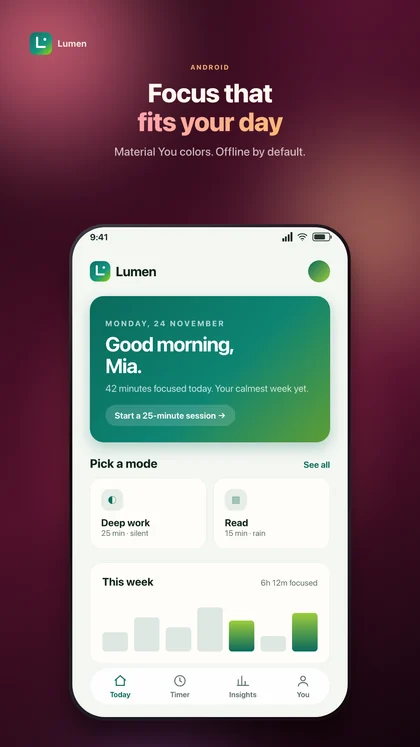 Lumen
ANDROID
Focus that
fits your day
Material You colors. Offline by default.
9:41
Lumen
MONDAY, 24 NOVEMBER
Good morning,
Mia.
42 minutes focused today. Your calmest week yet.
Start a 25-minute session →
Pick a mode
See all
Deep work
25 min · silent
Read
15 min · rain
This week
6h 12m focused
Today
Timer
Insights
You